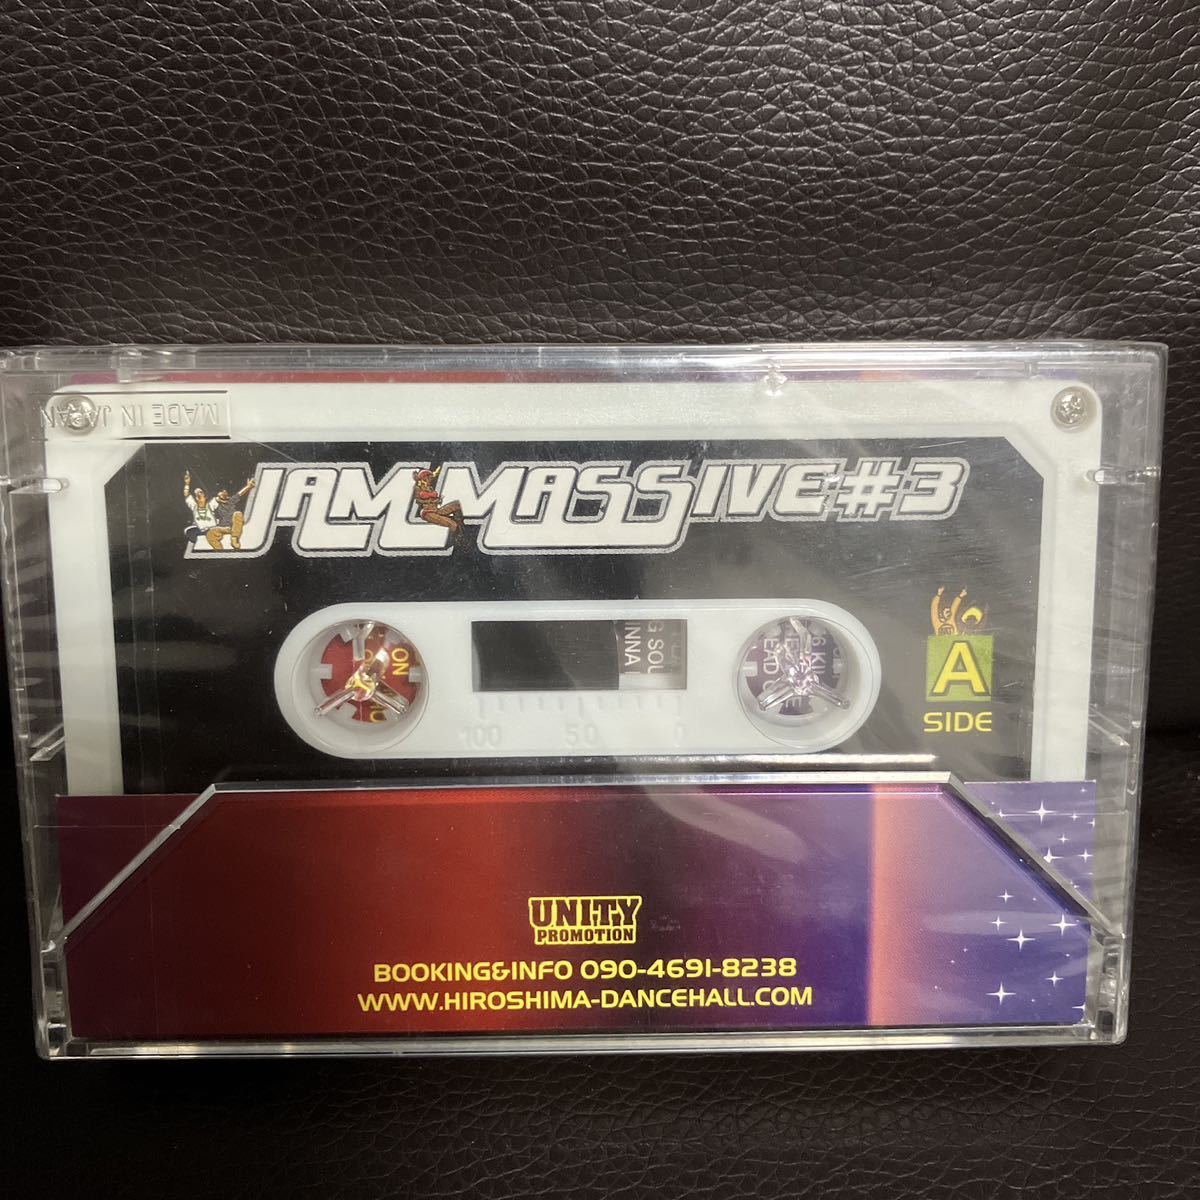 MADE IN JAPAN
JAM MASSIVE #3
A
SIDE
100 50 0
UNITY
PROMOTION
BOOKING&INFO 090-4691-8238
WWW.HIROSHIMA-DANCEHALL.COM